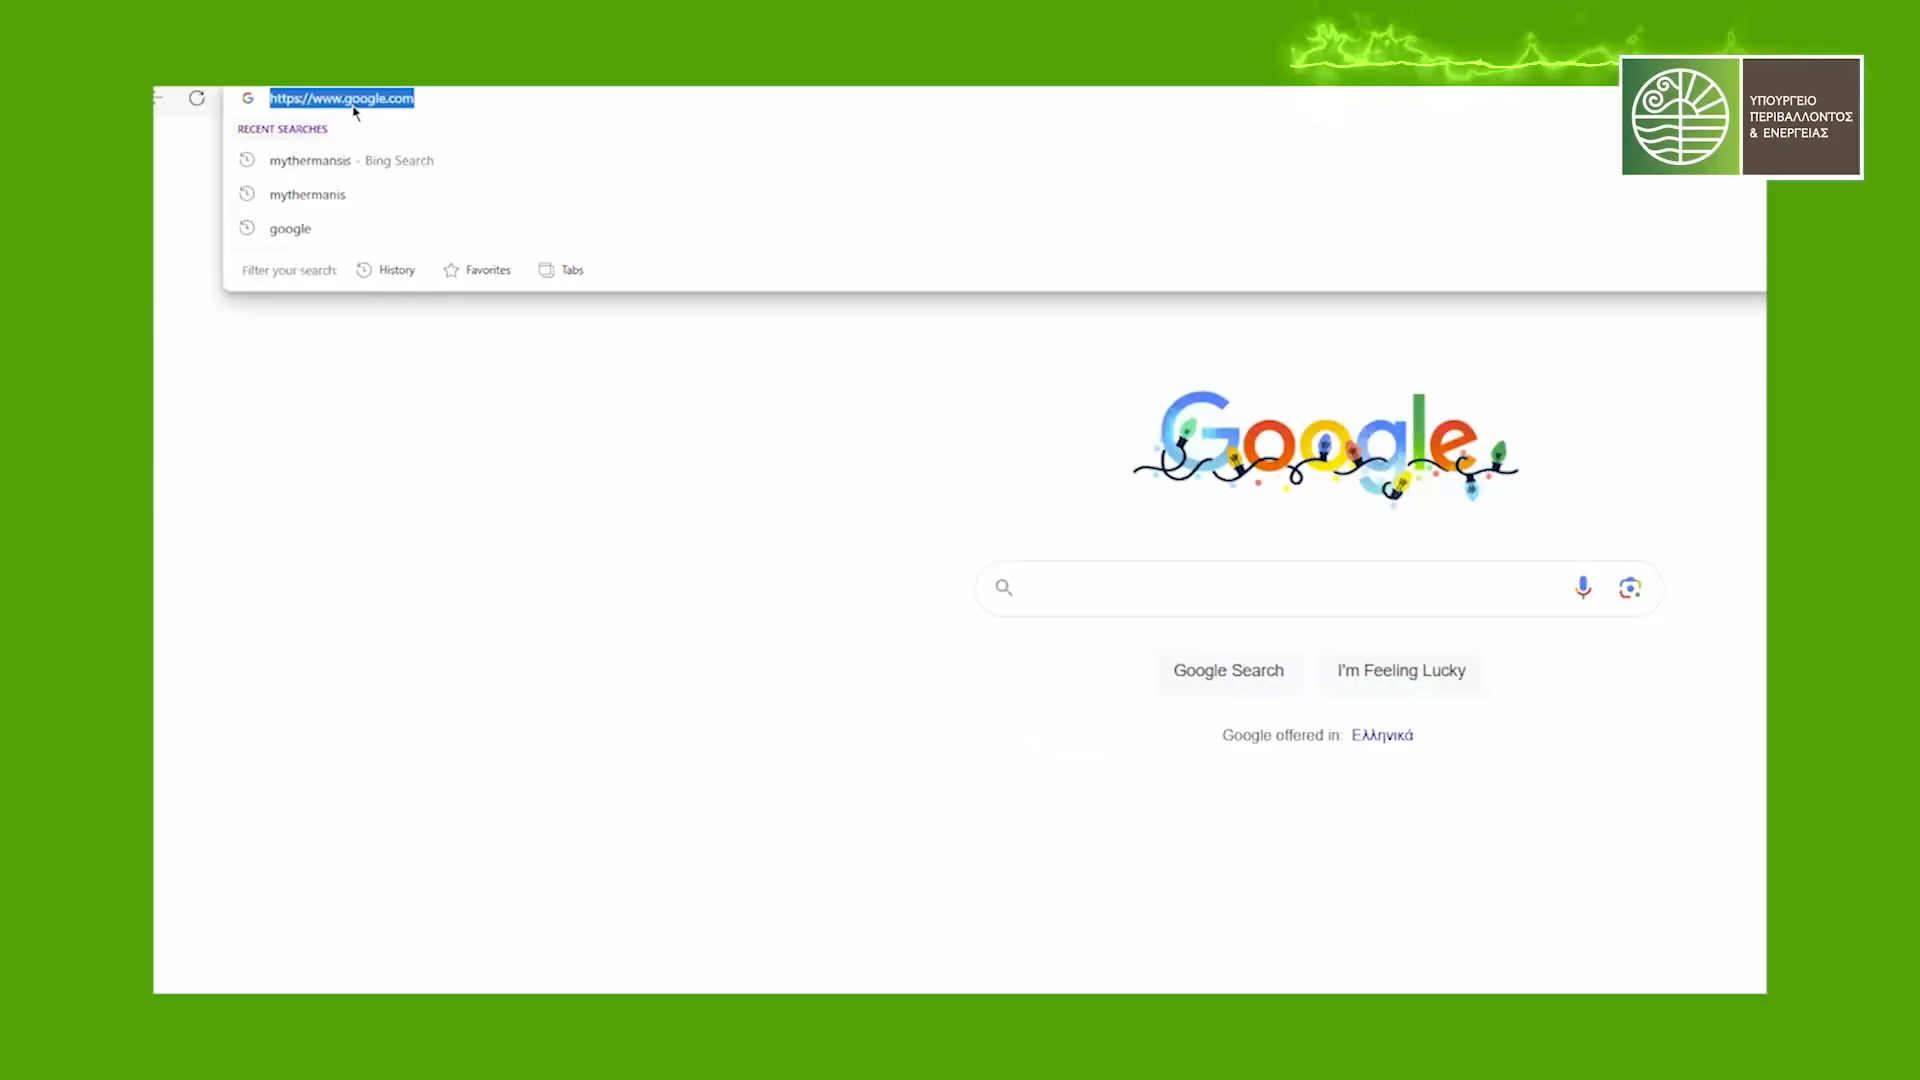 https://www.google.com
RECENT SEARCHES
mythermansis - Bing Search
mythermanis
google
Filter your search:
History
Favorites
Tabs
ΥΠΟΥΡΓΕΙΟ
ΠΕΡΙΒΑΛΛΟΝΤΟΣ
& ΕΝΕΡΓΕΙΑΣ
Google
Google Search
I'm Feeling Lucky
Google offered in: Ελληνικά